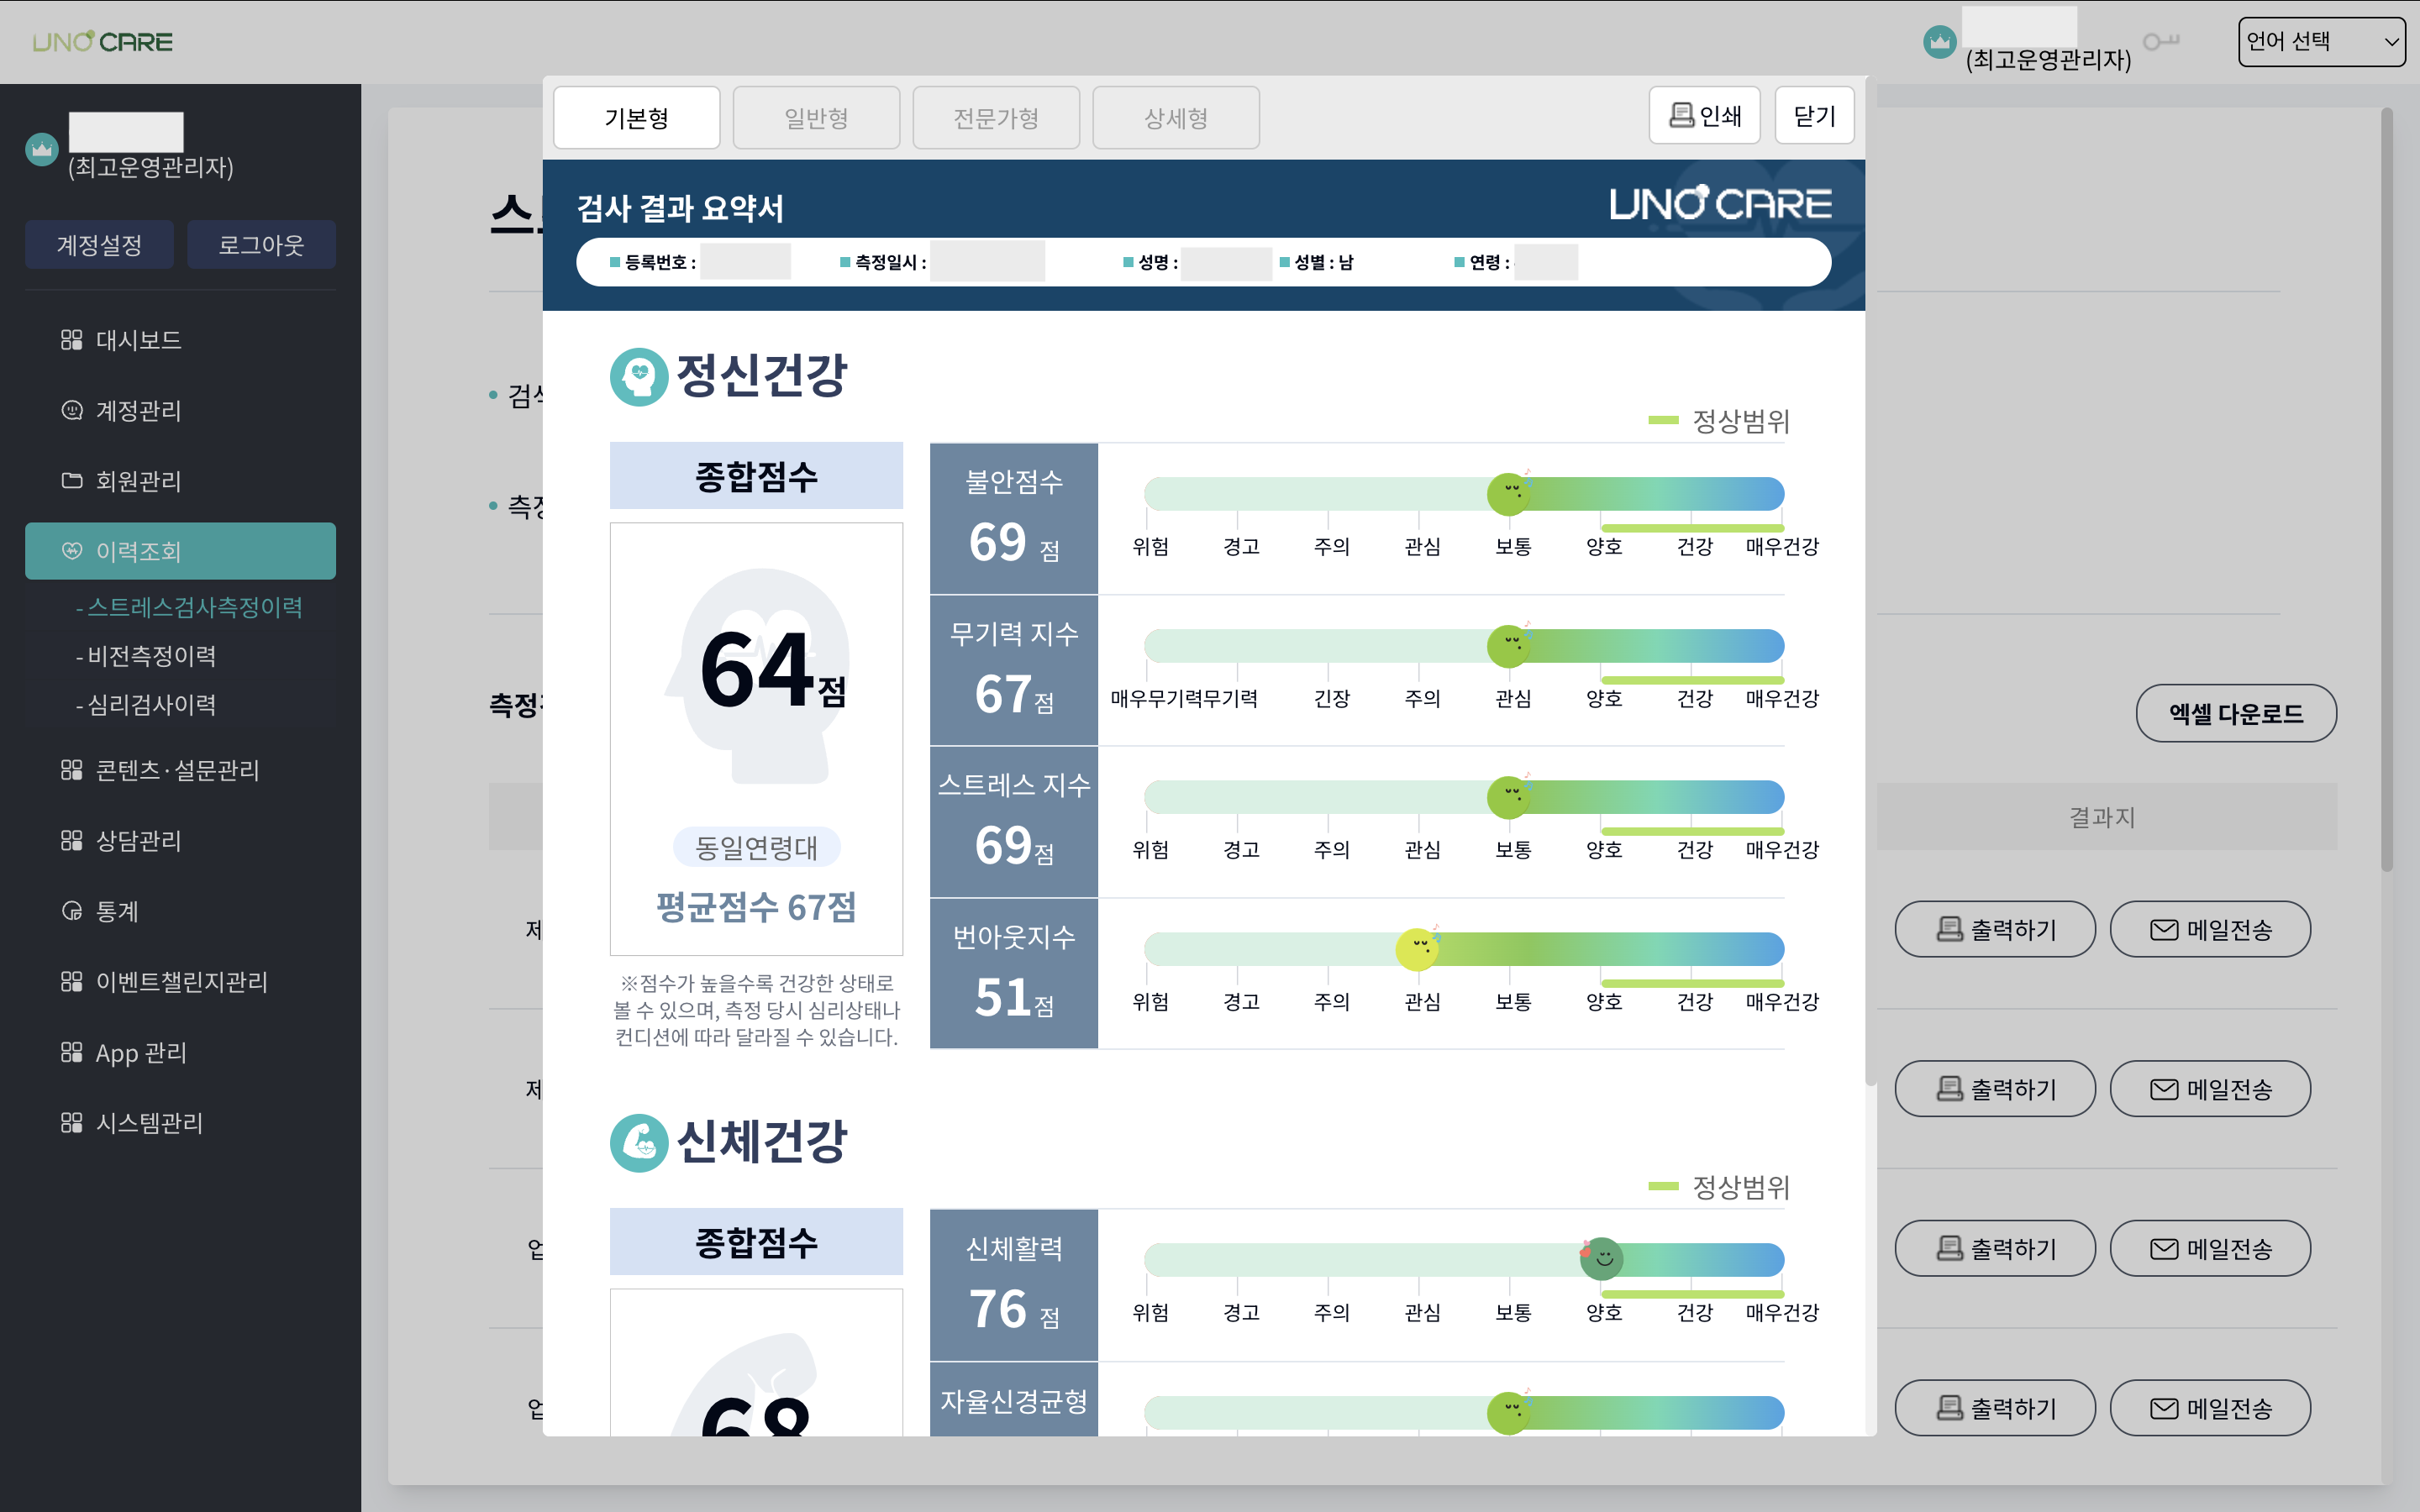 UNO CARE
(최고운영관리자)
언어 선택
(최고운영관리자)
계정설정
로그아웃
대시보드
계정관리
회원관리
이력조회
- 스트레스검사측정이력
- 비전측정이력
- 심리검사이력
콘텐츠·설문관리
상담관리
통계
이벤트챌린지관리
App 관리
시스템관리
측정
엑셀 다운로드
결과지
출력하기
메일전송
출력하기
메일전송
출력하기
메일전송
출력하기
메일전송
기본형
일반형
전문가형
상세형
인쇄
닫기
검사 결과 요약서
UNO CARE
등록번호 :
측정일시 :
성명 :
성별 : 남
연령 :
정신건강
정상범위
종합점수
64점
동일연령대
평균점수 67점
※점수가 높을수록 건강한 상태로
볼 수 있으며, 측정 당시 심리상태나
컨디션에 따라 달라질 수 있습니다.
불안점수
69 점
위험 경고 주의 관심 보통 양호 건강 매우건강
무기력 지수
67점
매우무기력무기력 긴장 주의 관심 양호 건강 매우건강
스트레스 지수
69점
위험 경고 주의 관심 보통 양호 건강 매우건강
번아웃지수
51점
위험 경고 주의 관심 보통 양호 건강 매우건강
신체건강
정상범위
종합점수
68
신체활력
76 점
위험 경고 주의 관심 보통 양호 건강 매우건강
자율신경균형